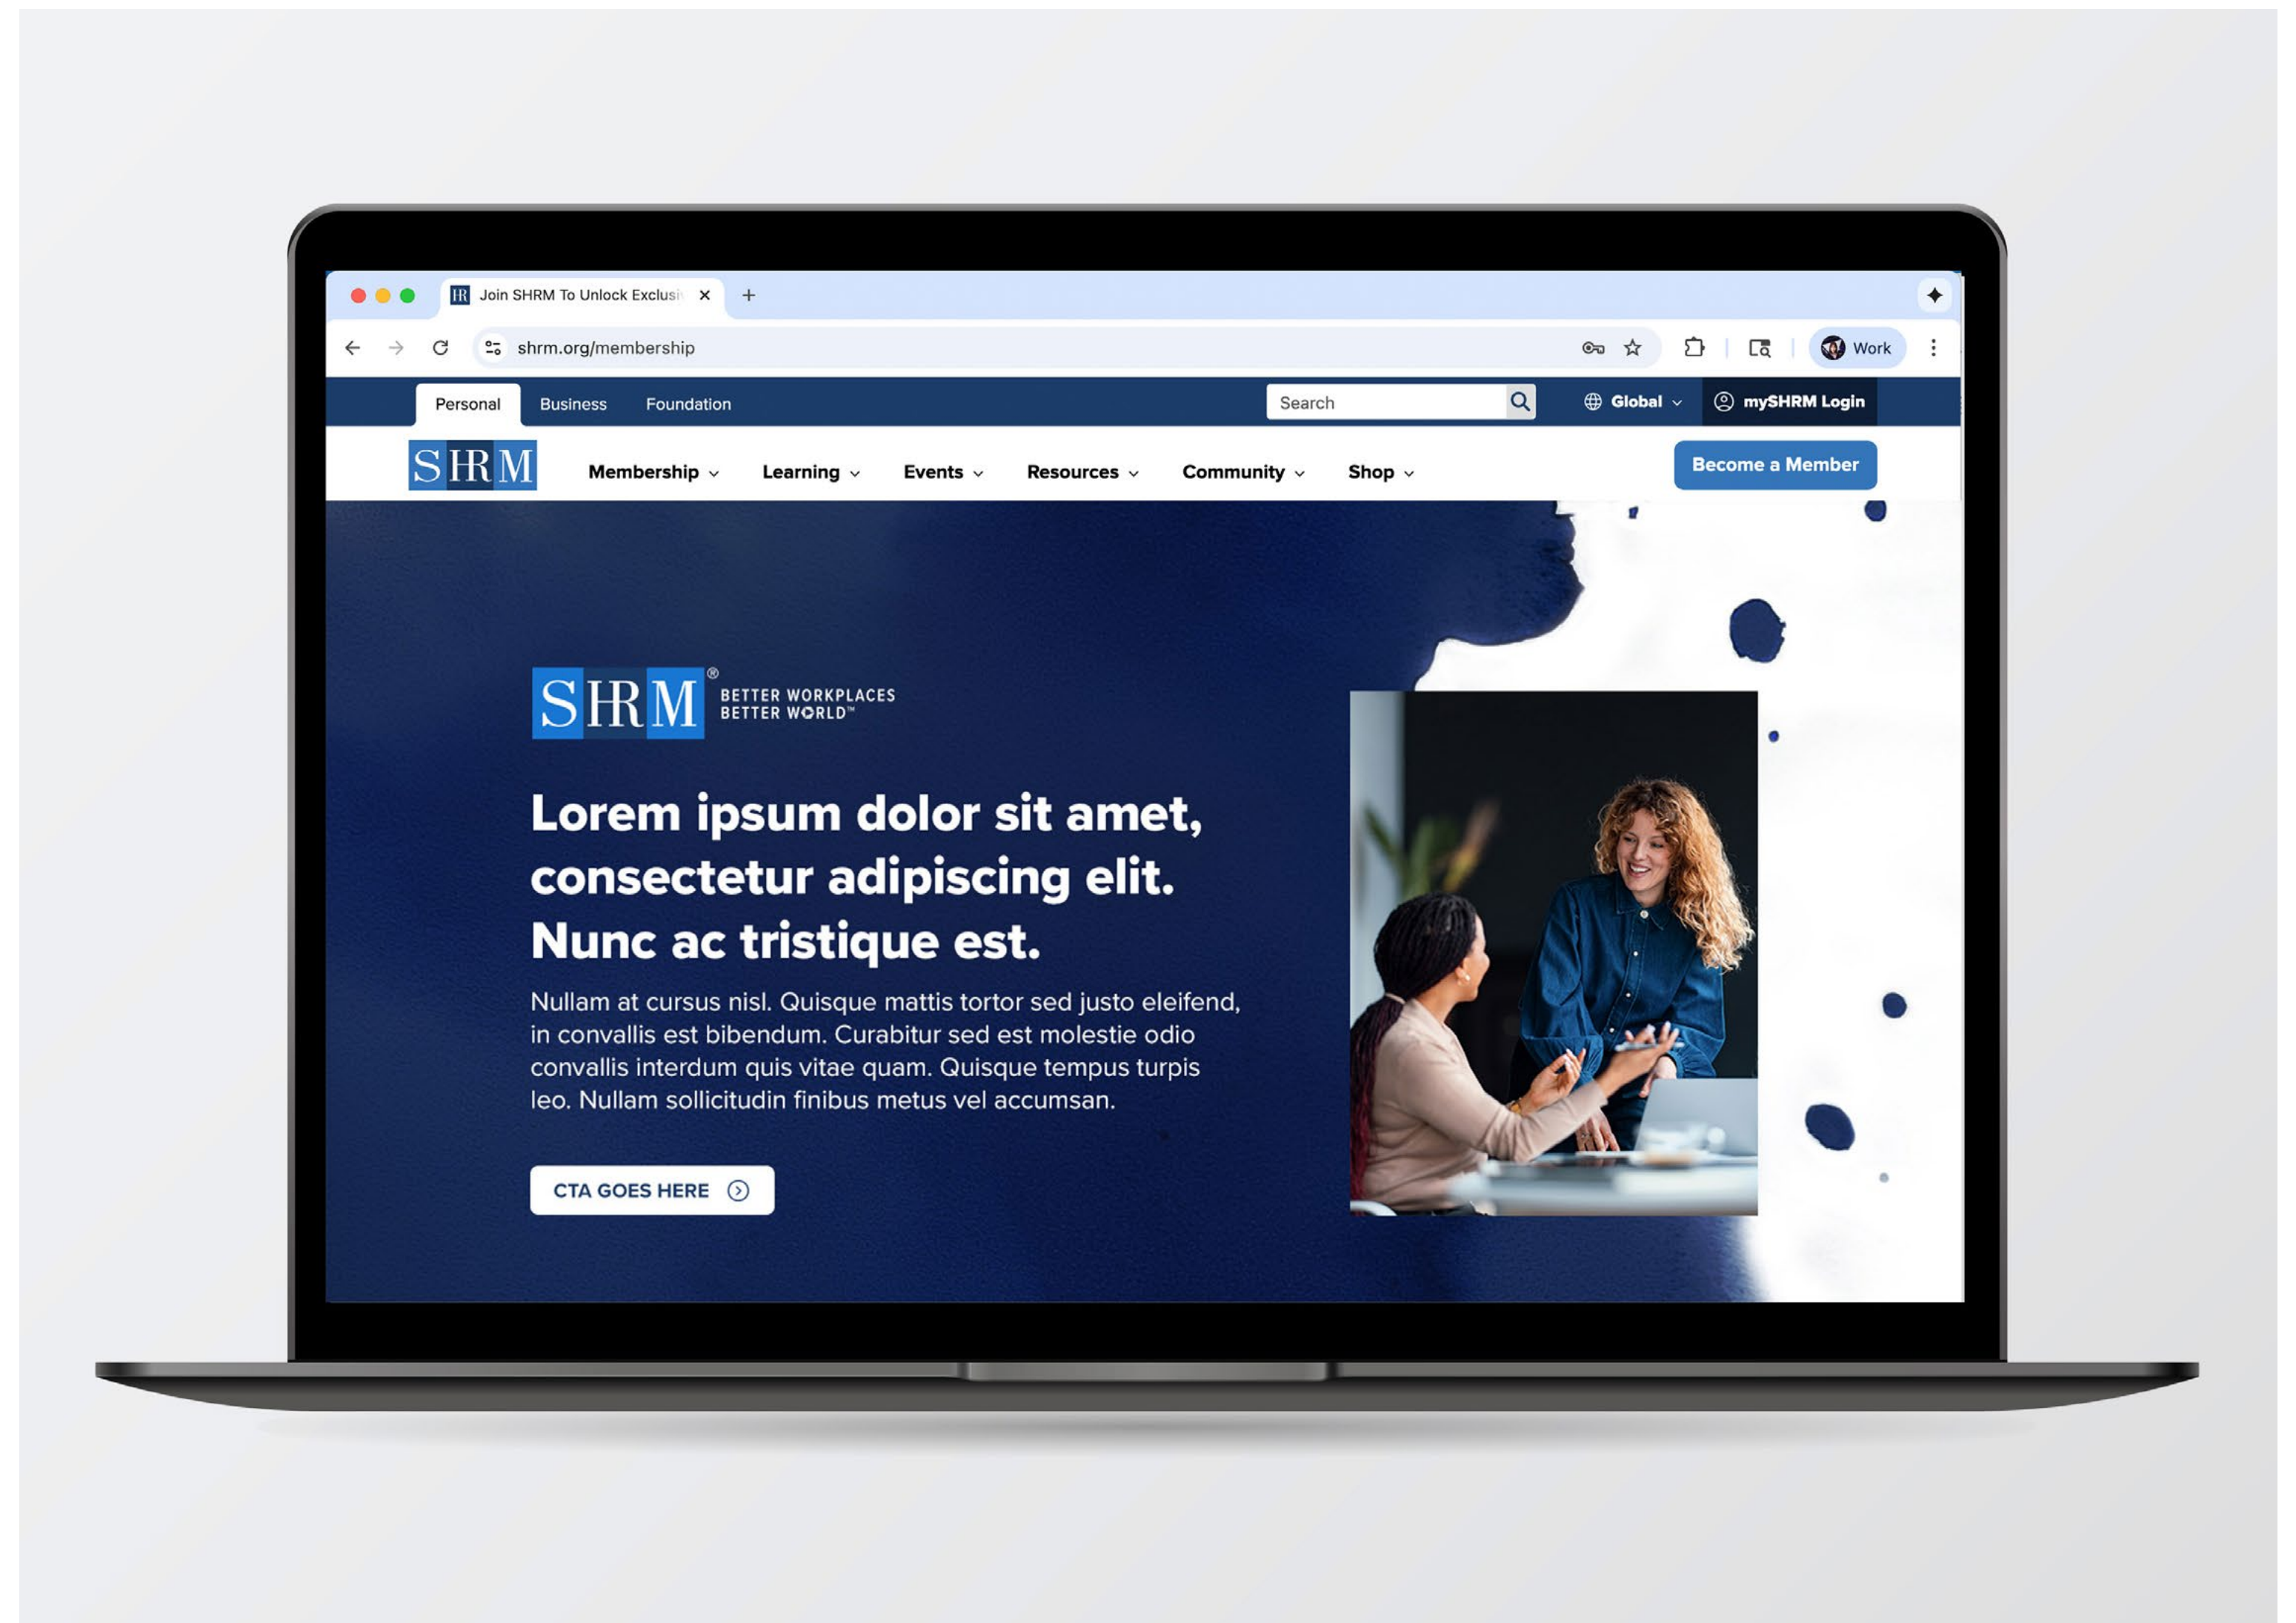 Join SHRM To Unlock Exclusi
shrm.org/membership
Work
Personal
Business
Foundation
Search
Global
mySHRM Login
SHRM
Membership
Learning
Events
Resources
Community
Shop
Become a Member
SHRM®
BETTER WORKPLACES
BETTER WORLD™
Lorem ipsum dolor sit amet,
consectetur adipiscing elit.
Nunc ac tristique est.
Nullam at cursus nisl. Quisque mattis tortor sed justo eleifend,
in convallis est bibendum. Curabitur sed est molestie odio
convallis interdum quis vitae quam. Quisque tempus turpis
leo. Nullam sollicitudin finibus metus vel accumsan.
CTA GOES HERE